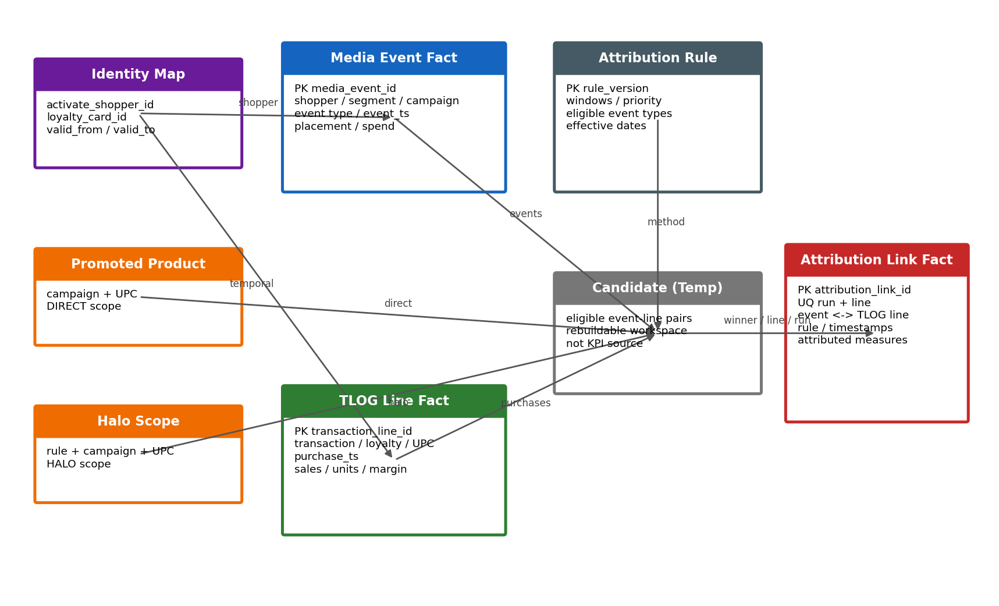 Identity Map
activate_shopper_id
loyalty_card_id
valid_from / valid_to
shopper
Media Event Fact
PK media_event_id
shopper / segment / campaign
event type / event_ts
placement / spend
Attribution Rule
PK rule_version
windows / priority
eligible event types
effective dates
events
method
Promoted Product
campaign + UPC
DIRECT scope
temporal
direct
Candidate (Temp)
eligible event-line pairs
rebuildable workspace
not KPI source
winner / line / run
Attribution Link Fact
PK attribution_link_id
UQ run + line
event <-> TLOG line
rule / timestamps
attributed measures
Halo Scope
rule + campaign + UPC
HALO scope
halo
TLOG Line Fact
PK transaction_line_id
transaction / loyalty / UPC
purchase_ts
sales / units / margin
purchases